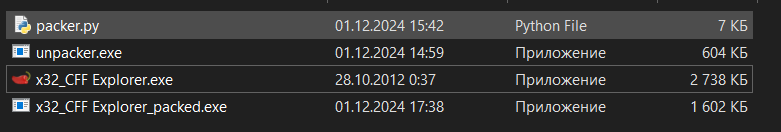 packer.py 01.12.2024 15:42 Python File 7 КБ
unpacker.exe 01.12.2024 14:59 Приложение 604 КБ
x32_CFF Explorer.exe 28.10.2012 0:37 Приложение 2 738 КБ
x32_CFF Explorer_packed.exe 01.12.2024 17:38 Приложение 1 602 КБ